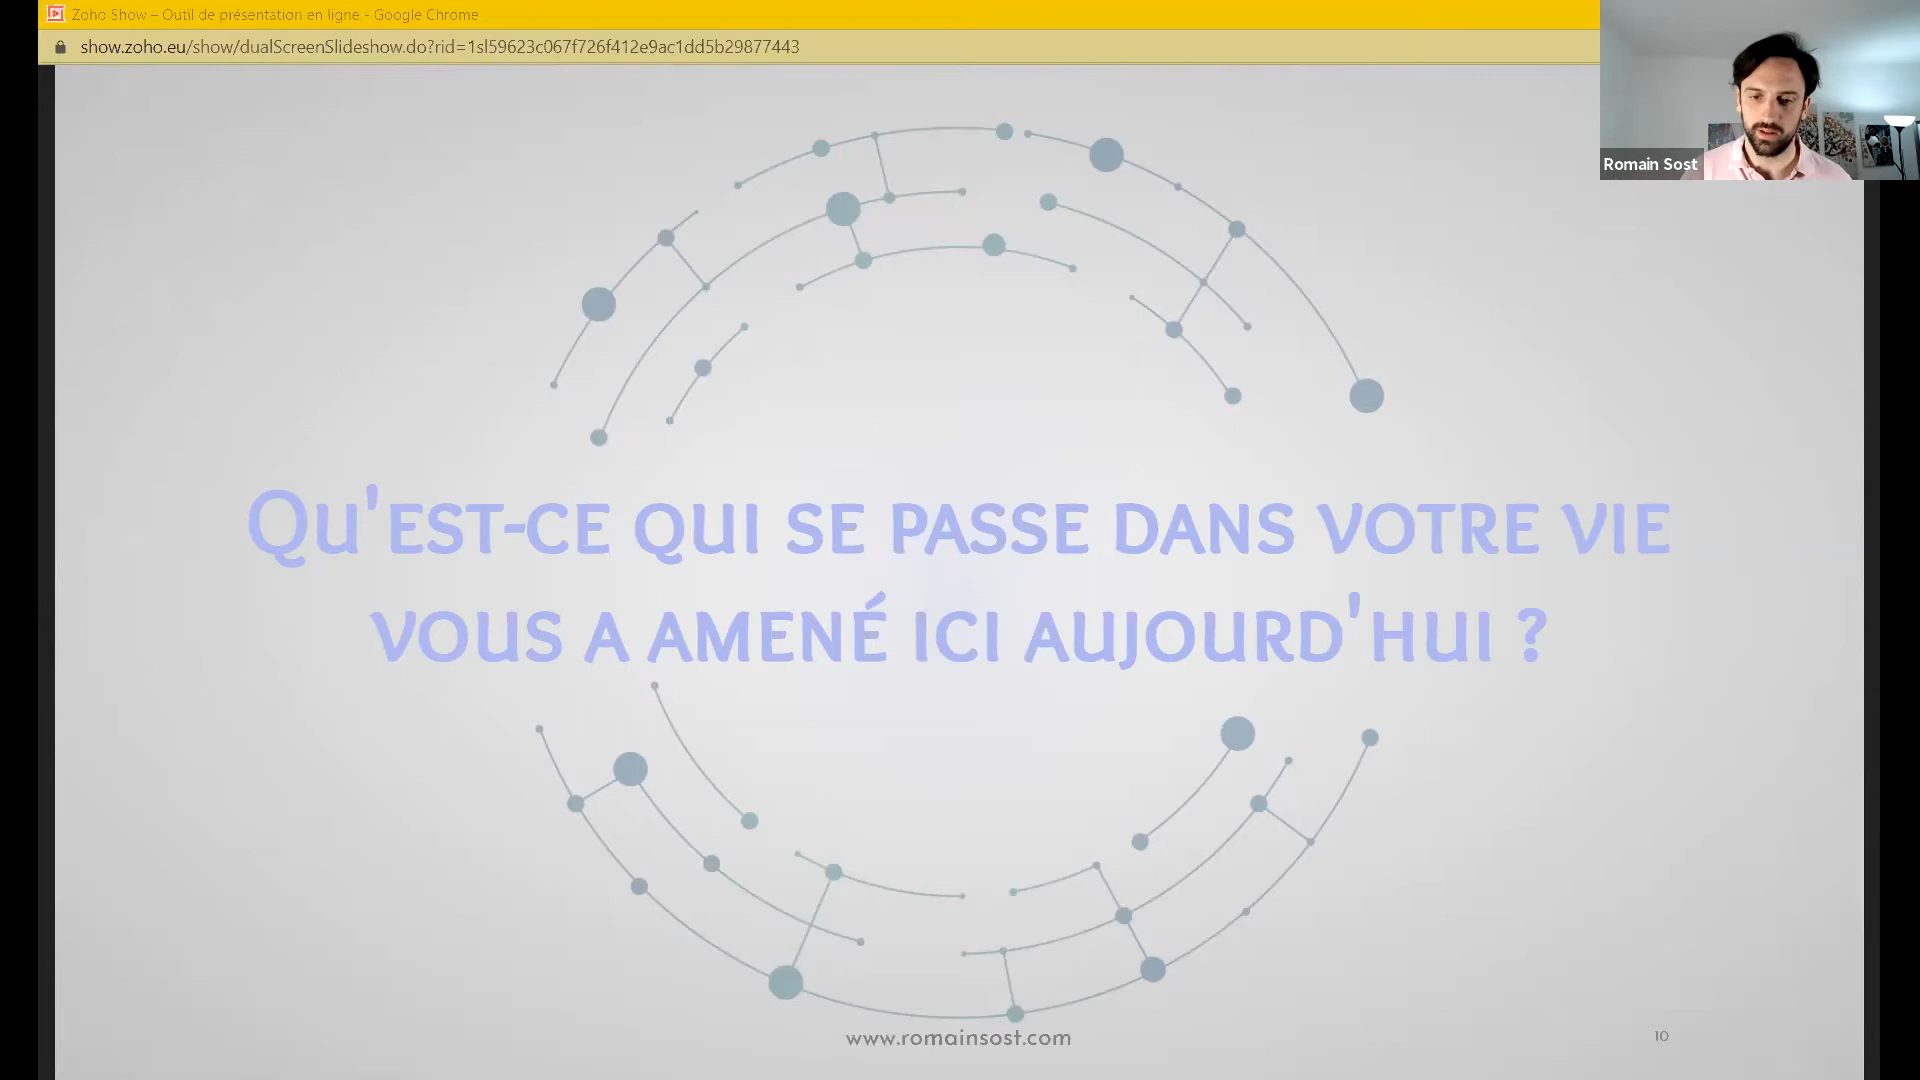 Zoho Show – Outil de présentation en ligne - Google Chrome
show.zoho.eu/show/dualScreenSlideshow.do?rid=1sl59623c067f726f412e9ac1dd5b29877443
Romain Sost
Qu'est-ce qui se passe dans votre vie
vous a amené ici aujourd'hui ?
www.romainsost.com
10